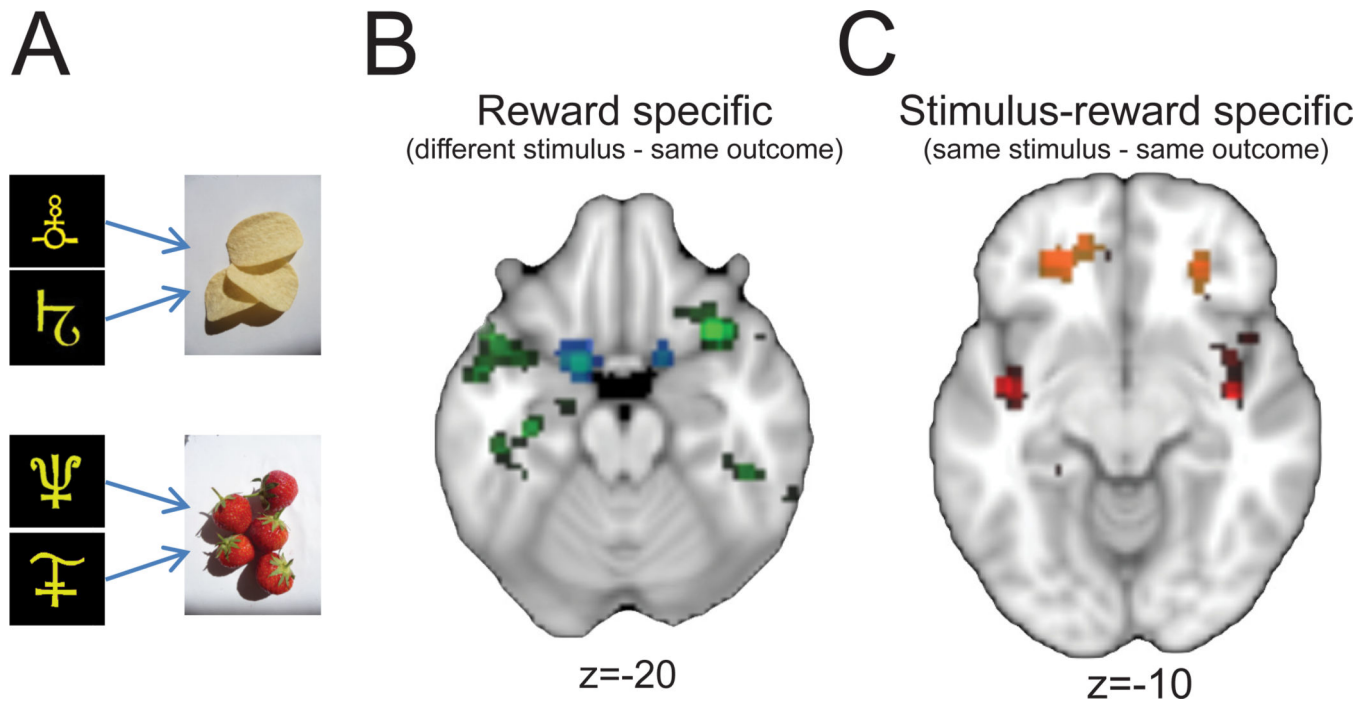 A
B
Reward specific
(different stimulus - same outcome)
z=-20
C
Stimulus-reward specific
(same stimulus - same outcome)
z=-10